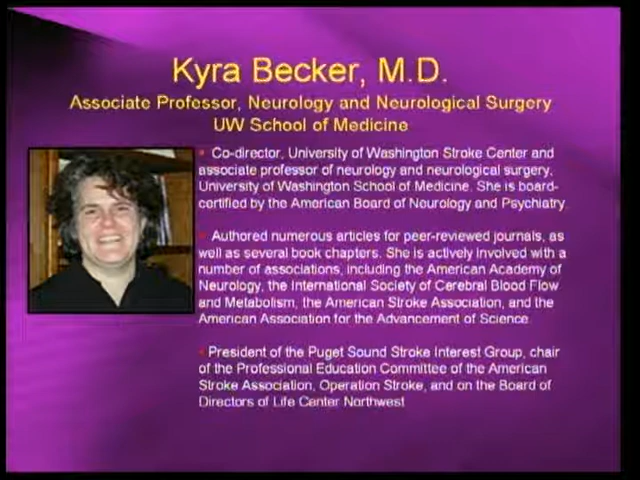 Kyra Becker, M.D.
Associate Professor, Neurology and Neurological Surgery
UW School of Medicine
• Co-director, University of Washington Stroke Center and
associate professor of neurology and neurological surgery,
University of Washington School of Medicine. She is board-
certified by the American Board of Neurology and Psychiatry.
• Authored numerous articles for peer-reviewed journals, as
well as several book chapters. She is actively involved with a
number of associations, including the American Academy of
Neurology, the International Society of Cerebral Blood Flow
and Metabolism, the American Stroke Association, and the
American Association for the Advancement of Science.
• President of the Puget Sound Stroke Interest Group, chair
of the Professional Education Committee of the American
Stroke Association, Operation Stroke, and on the Board of
Directors of Life Center Northwest